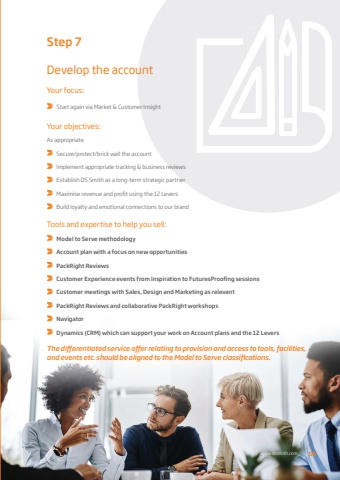 Step 7
Develop the account
Your focus:
Start again via Market & Customer Insight
Your objectives:
As appropriate
Secure/protect/brick wall the account
Implement appropriate tracking & business reviews
Establish DS Smith as a long-term strategic partner
Maximise revenue and profit using the 12 Levers
Build loyalty and emotional connections to our brand
Tools and expertise to help you sell:
Model to Serve methodology
Account plan with a focus on new opportunities
PackRight Reviews
Customer Experience events from Inspiration to FuturesProofing sessions
Customer meetings with Sales, Design and Marketing as relevant
PackRight Reviews and collaborative PackRight workshops
Navigator
Dynamics (CRM) which can support your work on Account plans and the 12 Levers
The differentiated service offer relating to provision and access to tools, facilities,
and events etc. should be aligned to the Model to Serve classifications.